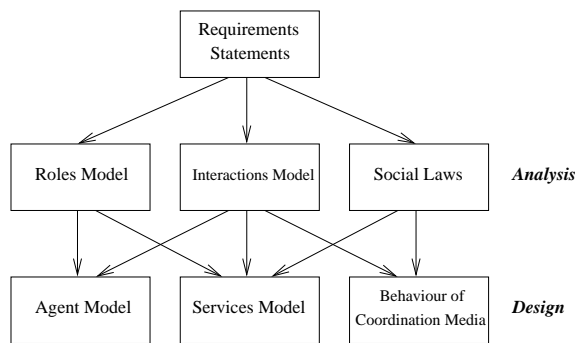 Requirements
Statements
Roles Model
Interactions Model
Social Laws
Analysis
Agent Model
Services Model
Behaviour of
Coordination Media
Design